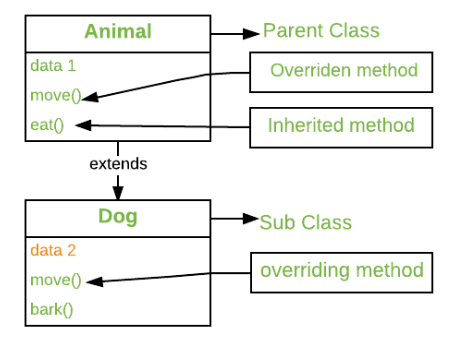 Animal
Parent Class
data 1
Overriden method
move()
eat()
Inherited method
extends
Dog
Sub Class
data 2
move()
overriding method
bark()